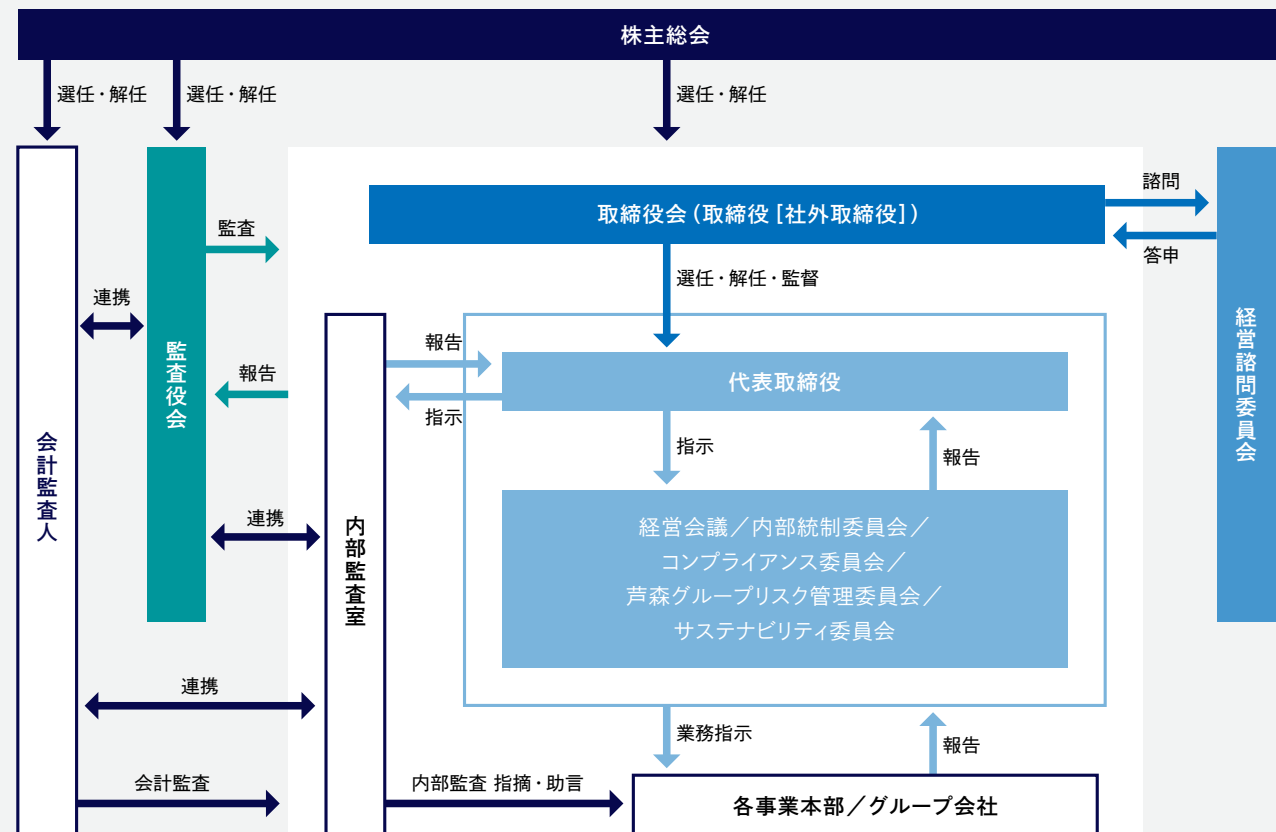 株主総会
選任・解任
選任・解任
選任・解任
諮問
取締役会（取締役［社外取締役］）
監査
答申
選任・解任・監督
連携
報告
代表取締役
経営諮問委員会
監査役会
報告
指示
指示
報告
会計監査人
連携
内部監査室
経営会議／内部統制委員会／
コンプライアンス委員会／
芦森グループリスク管理委員会／
サステナビリティ委員会
連携
業務指示
報告
会計監査
内部監査 指摘・助言
各事業本部／グループ会社